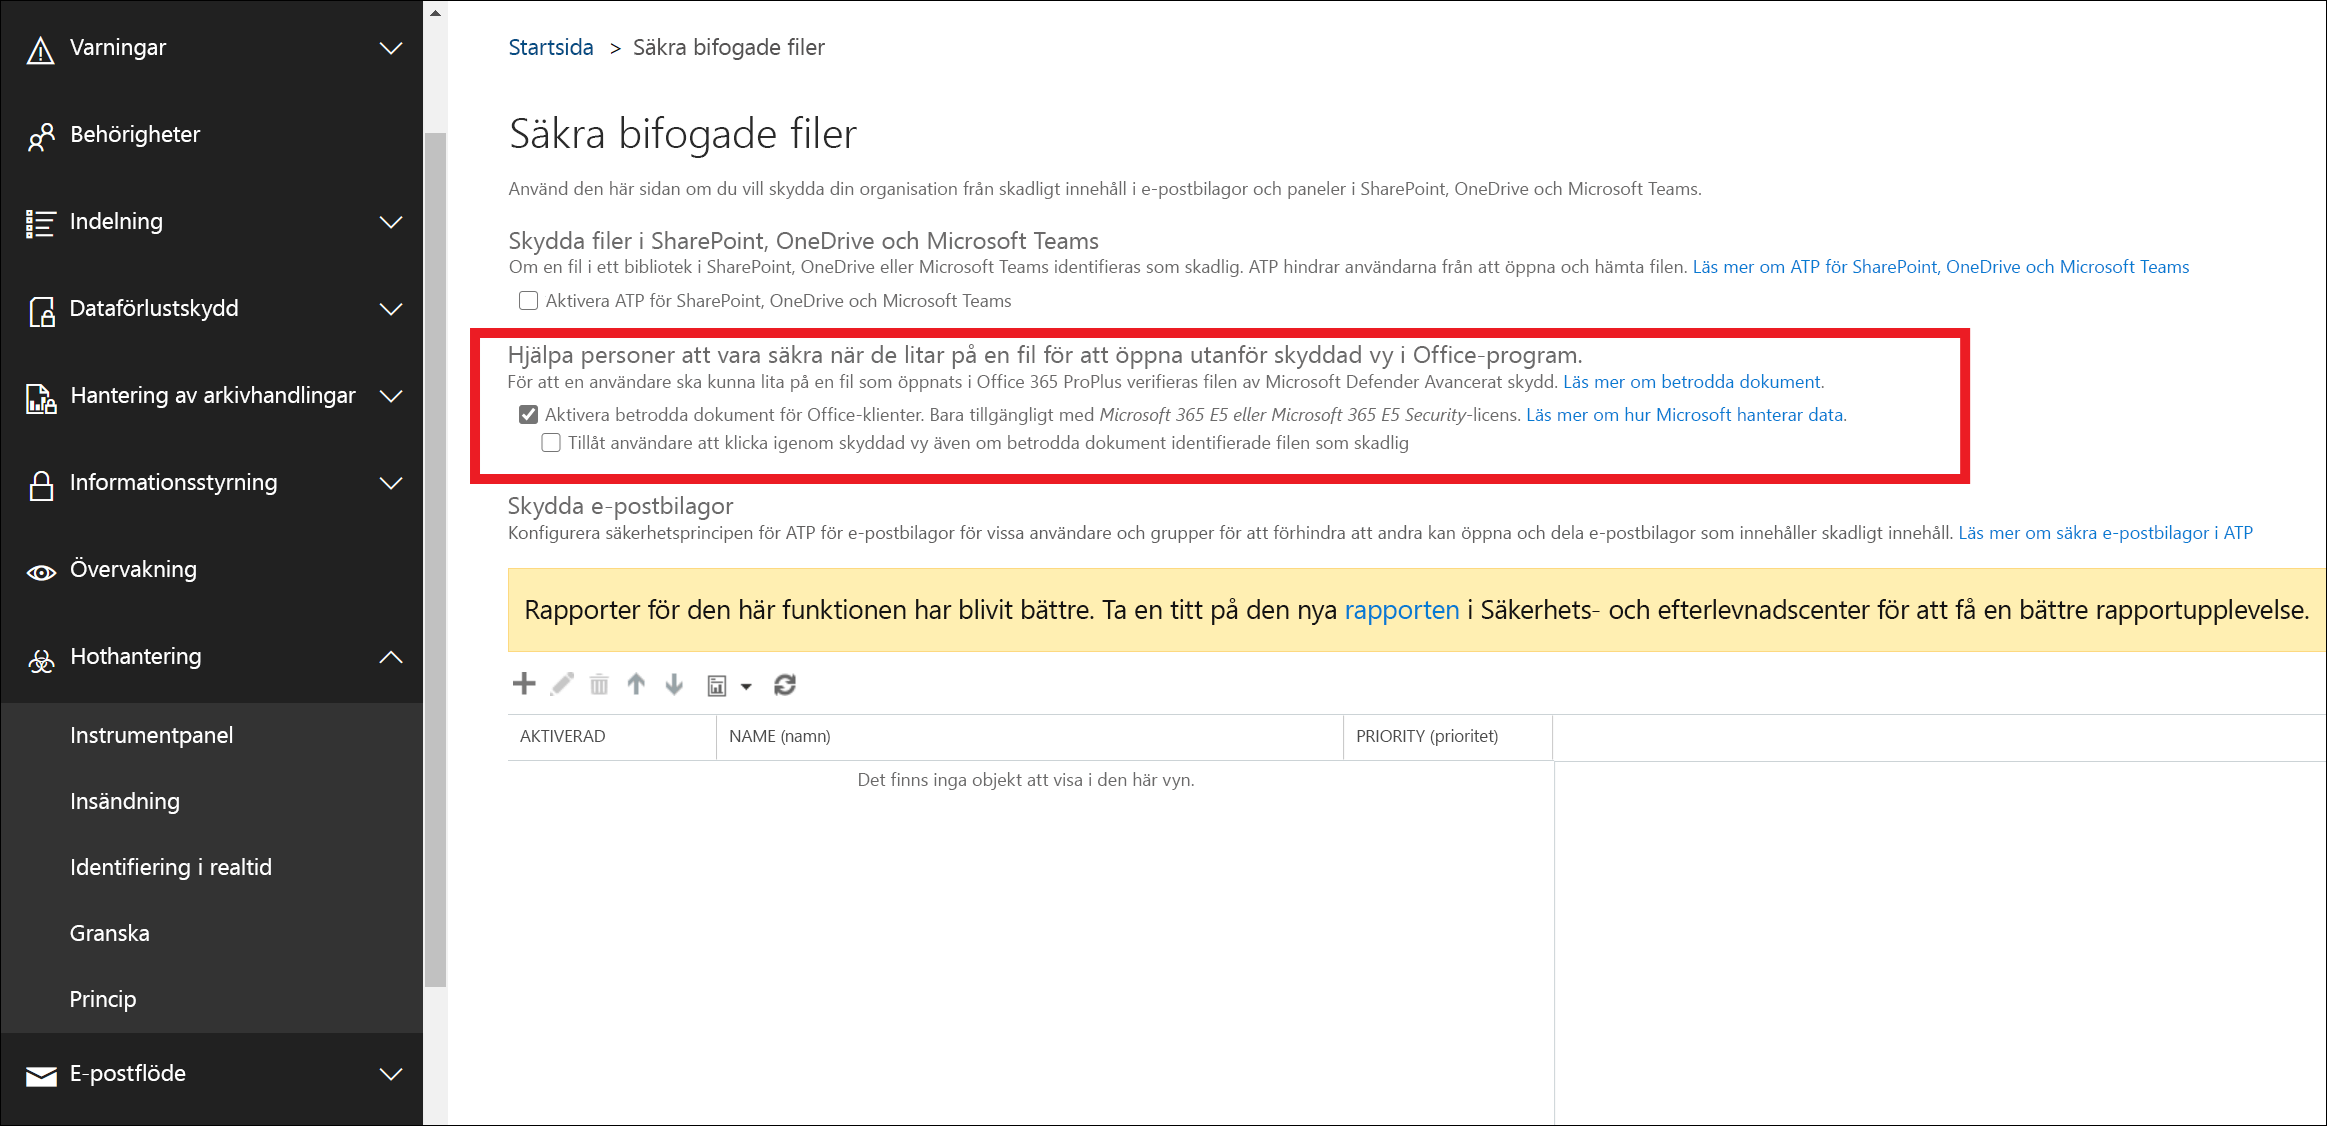 Varningar
Behörigheter
Indelning
Dataförlustskydd
Hantering av arkivhandlingar
Informationsstyrning
Övervakning
Hothantering
Instrumentpanel
Insändning
Identifiering i realtid
Granska
Princip
E-postflöde
Startsida > Säkra bifogade filer
Säkra bifogade filer
Använd den här sidan om du vill skydda din organisation från skadligt innehåll i e-postbilagor och paneler i SharePoint, OneDrive och Microsoft Teams.
Skydda filer i SharePoint, OneDrive och Microsoft Teams
Om en fil i ett bibliotek i SharePoint, OneDrive eller Microsoft Teams identifieras som skadlig. ATP hindrar användarna från att öppna och hämta filen. Läs mer om ATP för SharePoint, OneDrive och Microsoft Teams
Aktivera ATP för SharePoint, OneDrive och Microsoft Teams
Hjälpa personer att vara säkra när de litar på en fil för att öppna utanför skyddad vy i Office-program.
För att en användare ska kunna lita på en fil som öppnats i Office 365 ProPlus verifieras filen av Microsoft Defender Avancerat skydd. Läs mer om betrodda dokument.
Aktivera betrodda dokument för Office-klienter. Bara tillgängligt med Microsoft 365 E5 eller Microsoft 365 E5 Security-licens. Läs mer om hur Microsoft hanterar data.
Tillåt användare att klicka igenom skyddad vy även om betrodda dokument identifierade filen som skadlig
Skydda e-postbilagor
Konfigurera säkerhetsprincipen för ATP för e-postbilagor för vissa användare och grupper för att förhindra att andra kan öppna och dela e-postbilagor som innehåller skadligt innehåll. Läs mer om säkra e-postbilagor i ATP
Rapporter för den här funktionen har blivit bättre. Ta en titt på den nya rapporten i Säkerhets- och efterlevnadscenter för att få en bättre rapportupplevelse.
AKTIVERAD NAME (namn) PRIORITY (prioritet)
Det finns inga objekt att visa i den här vyn.